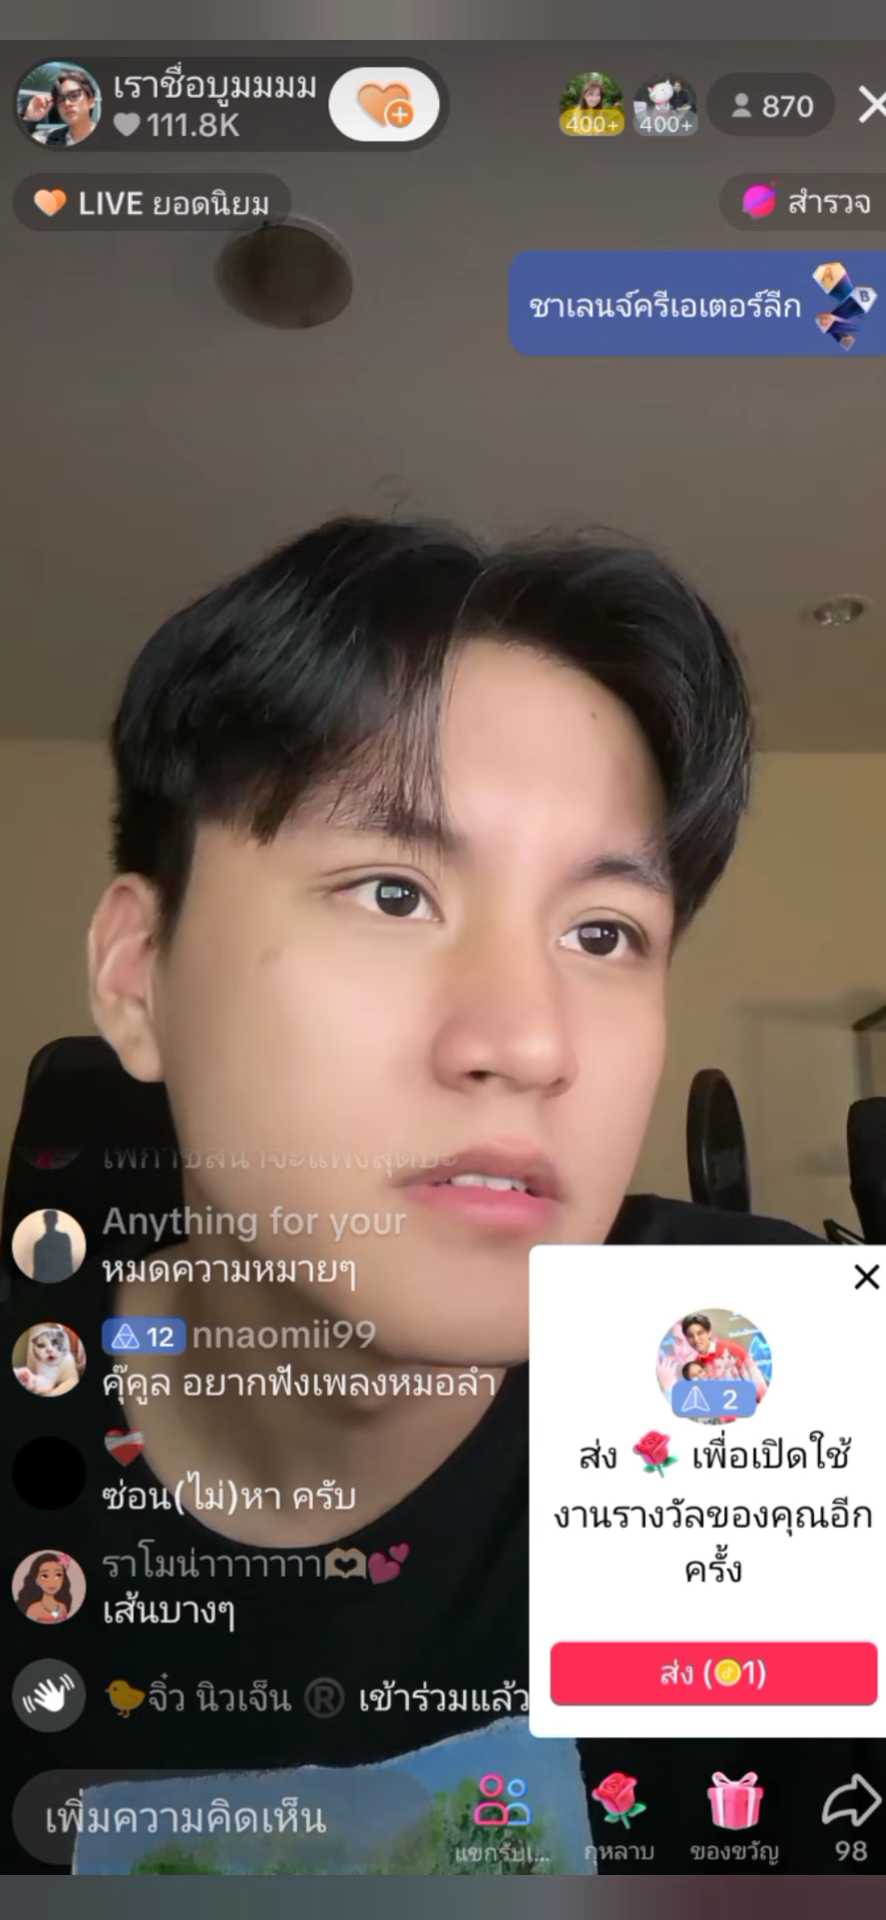 เราชื่อบูมมมม
111.8K
400+
400+
870
LIVE ยอดนิยม
สำรวจ
ชาเลนจ์ครีเอเตอร์ลีก
A
B
C
Anything for your
หมดความหมายๆ
12 nnaomii99
คุ๊คูล อยากฟังเพลงหมอลำ
ซ่อน(ไม่)หา ครับ
ราโมน่าาาาาาา
เส้นบางๆ
จิ๋ว นิวเจ็น ® เข้าร่วมแล้ว
2
ส่ง เพื่อเปิดใช้
งานรางวัลของคุณอีก
ครั้ง
ส่ง (1)
เพิ่มความคิดเห็น
แขกรับเ...
กุหลาบ
ของขวัญ
98